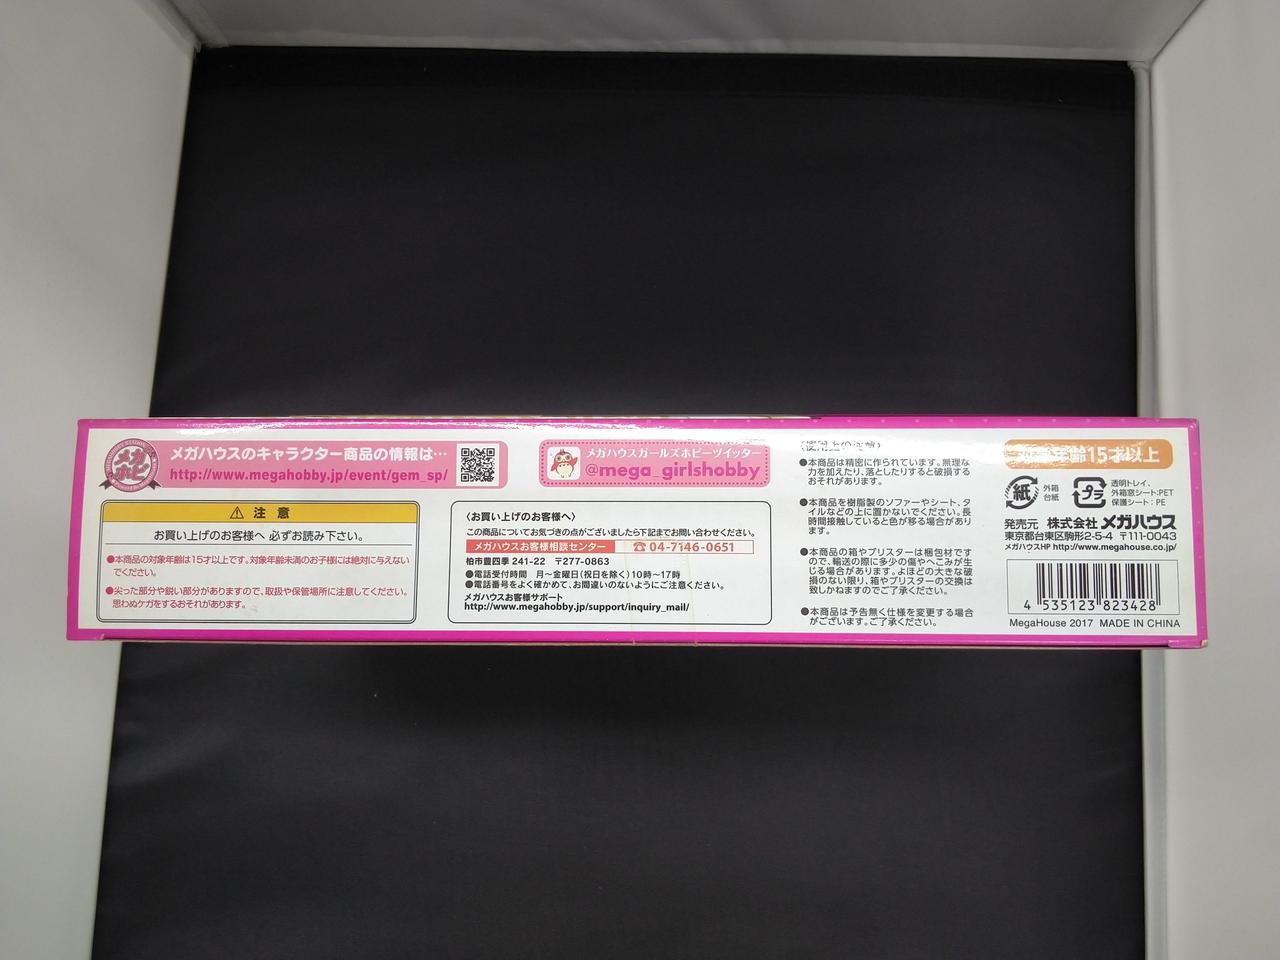 メガハウスのキャラクター商品の情報は…
http://www.megahobby.jp/event/gem_sp/
メガホビ
注意
お買い上げのお客様へ 必ずお読み下さい。
●本商品の対象年齢は15才以上です。対象年齢未満のお子様には絶対に与えない
でください。
●尖った部分や鋭い部分がありますので、取扱や保管場所に注意してください。
思わぬケガをするおそれがあります。
メガハウスガールズホビーツイッター
@mega_girlshobby
〈お買い上げのお客様へ〉
この商品についてお気づきの点がございましたら下記までお問い合わせください。
メガハウスお客様相談センター ☎04-7146-0651
柏市豊四季 241-22 〒277-0863
●電話受付時間 月〜金曜日(祝日を除く)10時〜17時
●電話番号をよく確かめて、お間違いのないようにご注意ください。
メガハウスお客様サポート
http://www.megahobby.jp/support/inquiry_mail/
〈使用上の注意〉
●本商品は精密に作られています。無理な
力を加えたり、落としたりすると破損する
おそれがあります。
●本商品を樹脂製のソファーやシート、タ
イルなどの上に置かないでください。長
時間接触していると色が移る場合があり
ます。
●本商品の箱やブリスターは梱包材です
ので、輸送の際に多少の傷やへこみが生
じる場合があります。よほどの大きな破
損のない限り、箱やブリスターの交換は
致しかねますのでご了承ください。
●本商品は予告無く仕様を変更する場合
がございます。ご了承ください。
対象年齢15才以上
紙 外箱
台紙
プラ 透明トレイ、
外箱窓シート:PET
保護シート:PE
発売元 株式会社 メガハウス
東京都台東区駒形2-5-4 〒111-0043
メガハウスHP http://www.megahouse.co.jp/
4 535123 823428
MegaHouse 2017 MADE IN CHINA